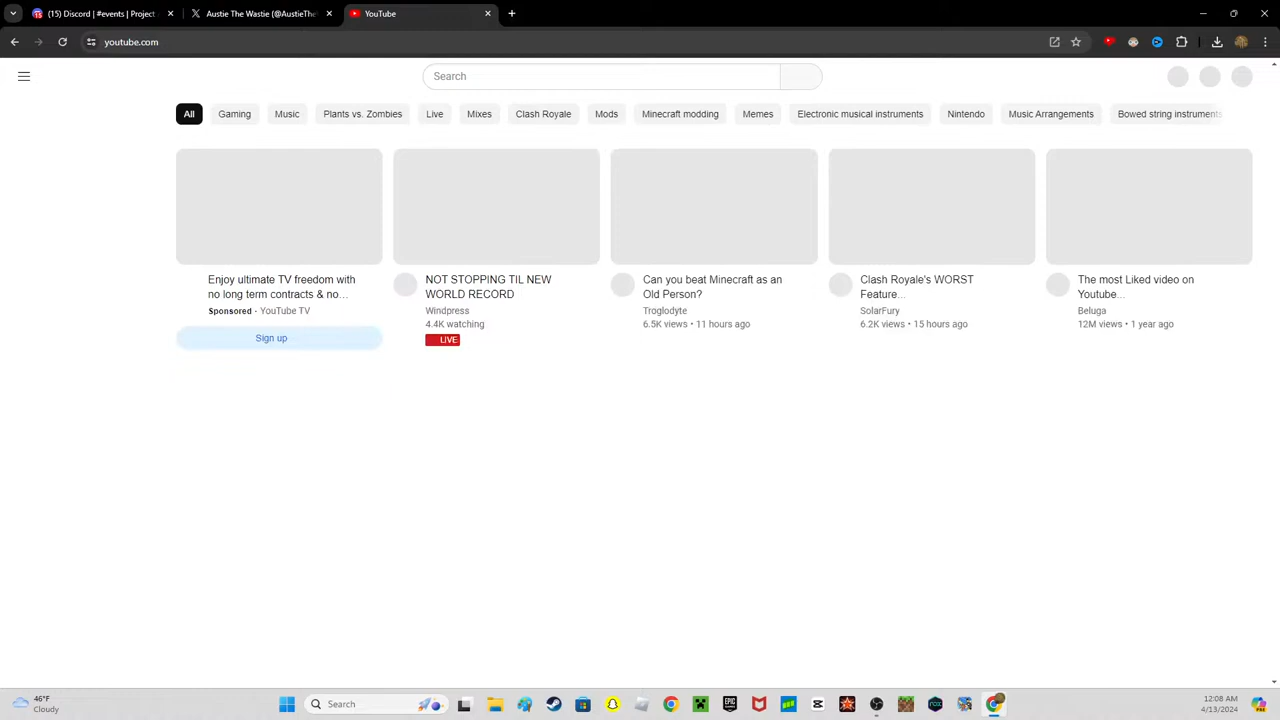 (15) Discord | #events | Project
Austie The Wastie (@AustieThe
YouTube
youtube.com
Search
All
Gaming
Music
Plants vs. Zombies
Live
Mixes
Clash Royale
Mods
Minecraft modding
Memes
Electronic musical instruments
Nintendo
Music Arrangements
Bowed string instruments
Enjoy ultimate TV freedom with
no long term contracts & no...
Sponsored · YouTube TV
Sign up
NOT STOPPING TIL NEW
WORLD RECORD
Windpress
4.4K watching
LIVE
Can you beat Minecraft as an
Old Person?
Troglodyte
6.5K views • 11 hours ago
Clash Royale's WORST
Feature...
SolarFury
6.2K views • 15 hours ago
The most Liked video on
Youtube...
Beluga
12M views • 1 year ago
46°F
Cloudy
Search
EPIC
12:08 AM
4/13/2024